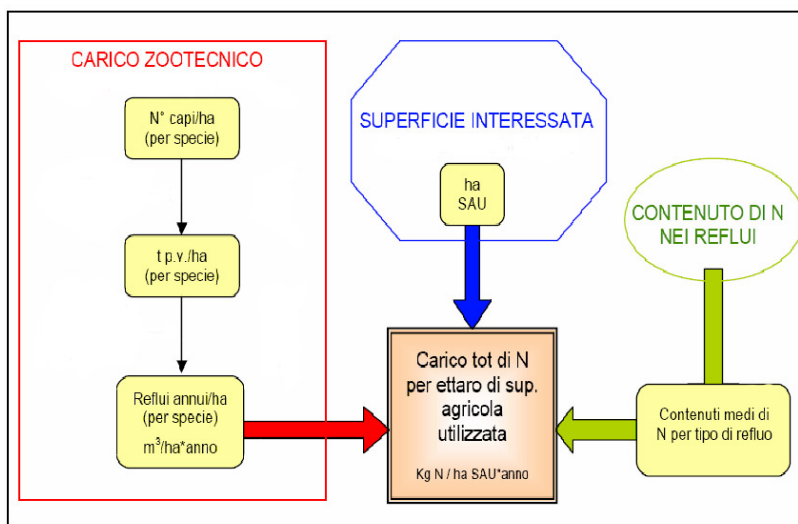 CARICO ZOOTECNICO
N° capi/ha
(per specie)
t p.v./ha
(per specie)
Reflui annui/ha
(per specie)
m³/ha*anno
SUPERFICIE INTERESSATA
ha
SAU
CONTENUTO DI N
NEI REFLUI
Carico tot di N
per ettaro di sup.
agricola
utilizzata
Kg N / ha SAU*anno
Contenuti medi di
N per tipo di refluo